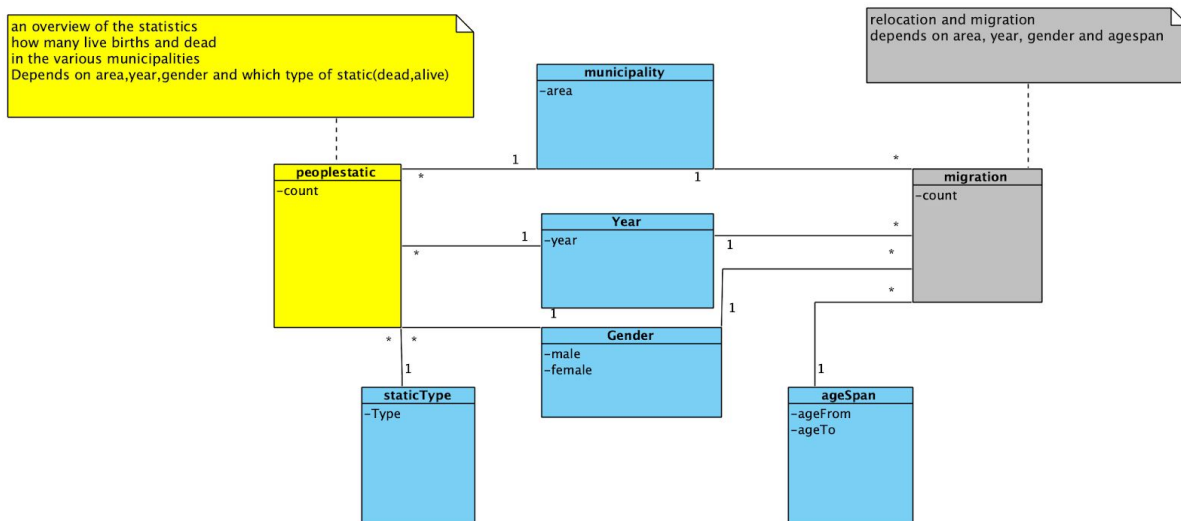 an overview of the statistics
how many live births and dead
in the various municipalities
Depends on area,year,gender and which type of static(dead,alive)
relocation and migration
depends on area, year, gender and agespan
municipality
-area
1
*
1
*
peoplestatic
-count
migration
-count
Year
-year
1
*
1
*
*
*
1
1
1
Gender
-male
-female
*
*
1
staticType
-Type
1
ageSpan
-ageFrom
-ageTo